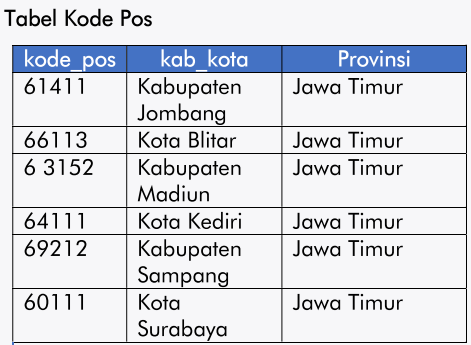 Tabel Kode Pos
kode_pos kab_kota Provinsi
61411 Kabupaten Jawa Timur
Jombang
66113 Kota Blitar Jawa Timur
6 3152 Kabupaten Jawa Timur
Madiun
64111 Kota Kediri Jawa Timur
69212 Kabupaten Jawa Timur
Sampang
60111 Kota Jawa Timur
Surabaya